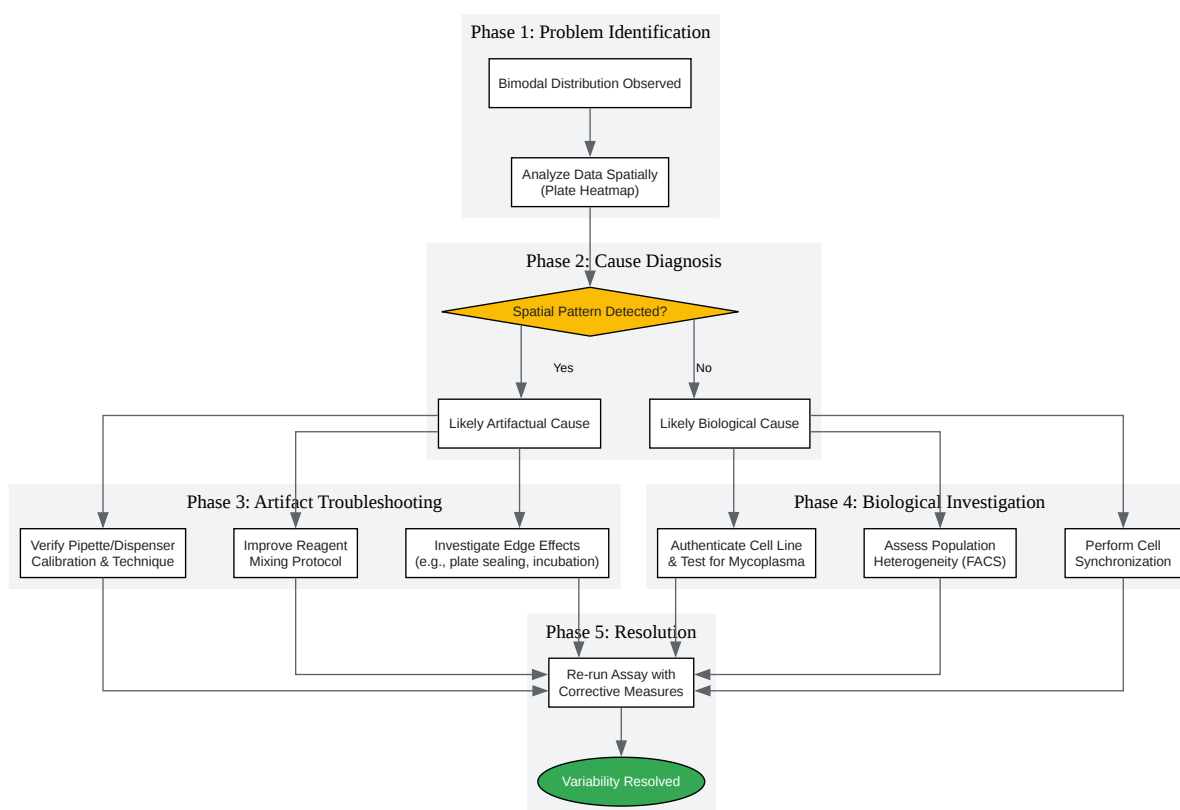 Phase 1: Problem Identification
Bimodal Distribution Observed
Analyze Data Spatially
(Plate Heatmap)
Phase 2: Cause Diagnosis
Spatial Pattern Detected?
Yes
No
Likely Artifactual Cause
Likely Biological Cause
Phase 3: Artifact Troubleshooting
Verify Pipette/Dispenser
Calibration & Technique
Improve Reagent
Mixing Protocol
Investigate Edge Effects
(e.g., plate sealing, incubation)
Phase 4: Biological Investigation
Authenticate Cell Line
& Test for Mycoplasma
Assess Population
Heterogeneity (FACS)
Perform Cell
Synchronization
Phase 5: Resolution
Re-run Assay with
Corrective Measures
Variability Resolved